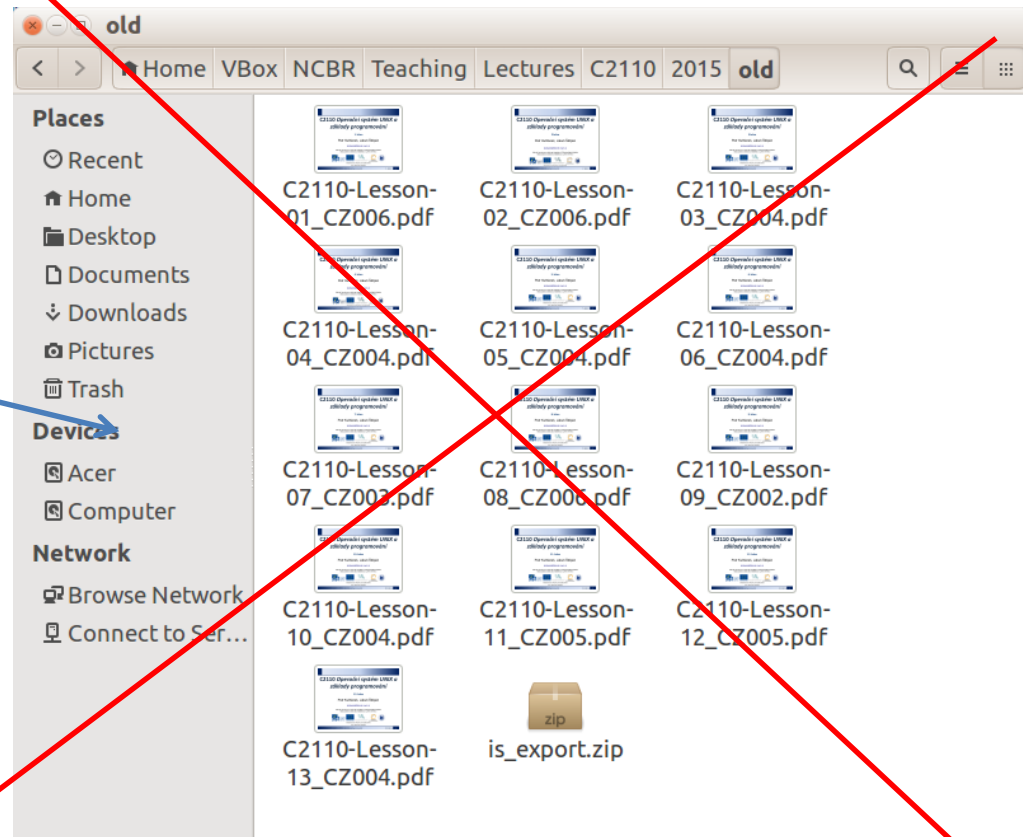 old
Home VBox NCBR Teaching Lectures C2110 2015 old
Places
Recent
Home
Desktop
Documents
Downloads
Pictures
Trash
Devices
Acer
Computer
Network
Browse Network
Connect to Ser...
C2110-Lesson-
01_CZ006.pdf
C2110-Lesson-
02_CZ006.pdf
C2110-Lesson-
03_CZ004.pdf
C2110-Lesson-
04_CZ004.pdf
C2110-Lesson-
05_CZ004.pdf
C2110-Lesson-
06_CZ004.pdf
C2110-Lesson-
07_CZ003.pdf
C2110-Lesson-
08_CZ006.pdf
C2110-Lesson-
09_CZ002.pdf
C2110-Lesson-
10_CZ004.pdf
C2110-Lesson-
11_CZ005.pdf
C2110-Lesson-
12_CZ005.pdf
C2110-Lesson-
13_CZ004.pdf
zip
is_export.zip